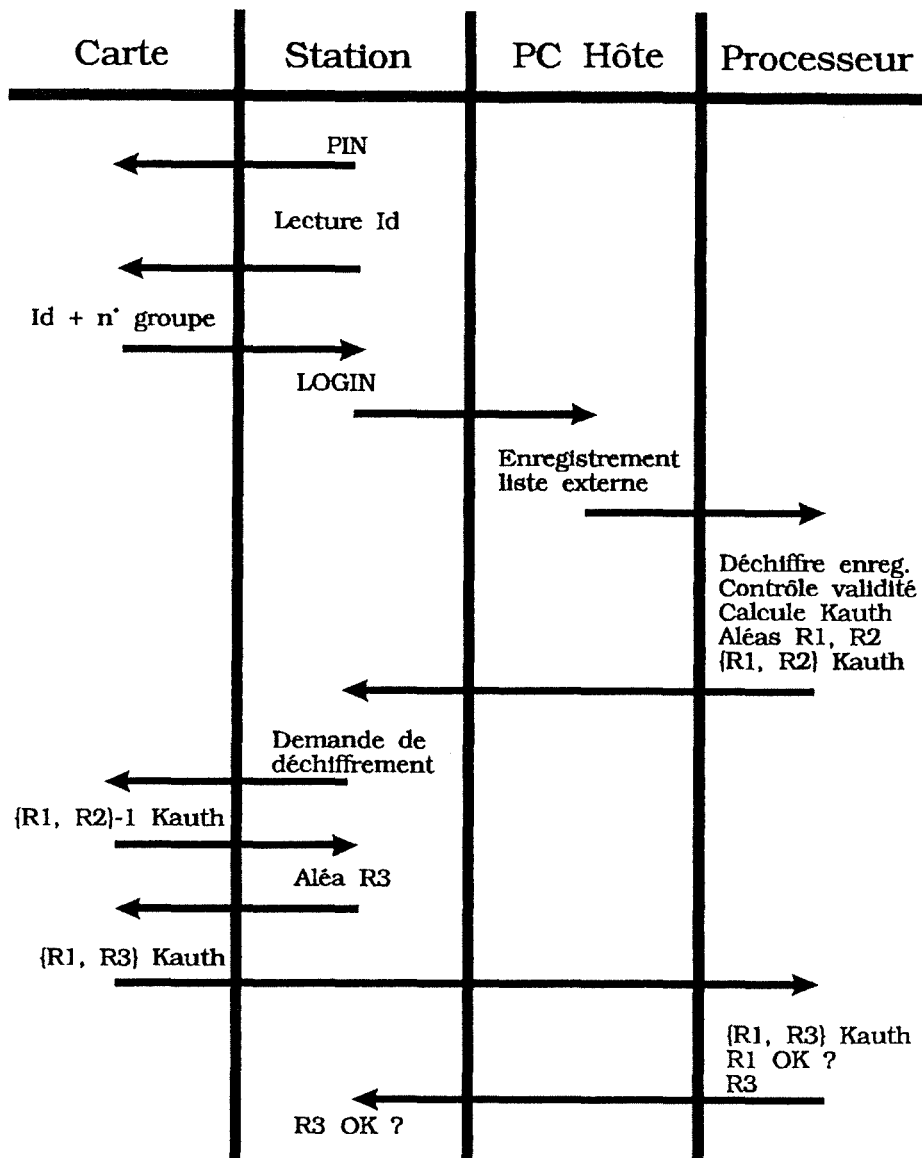 Carte
Station
PC Hôte
Processeur
PIN
Lecture Id
Id + n° groupe
LOGIN
Enregistrement
liste externe
Déchiffre enreg.
Contrôle validité
Calcule Kauth
Aléas R1, R2
{R1, R2} Kauth
Demande de
déchiffrement
{R1, R2}-1 Kauth
Aléa R3
{R1, R3} Kauth
{R1, R3} Kauth
R1 OK ?
R3
R3 OK ?